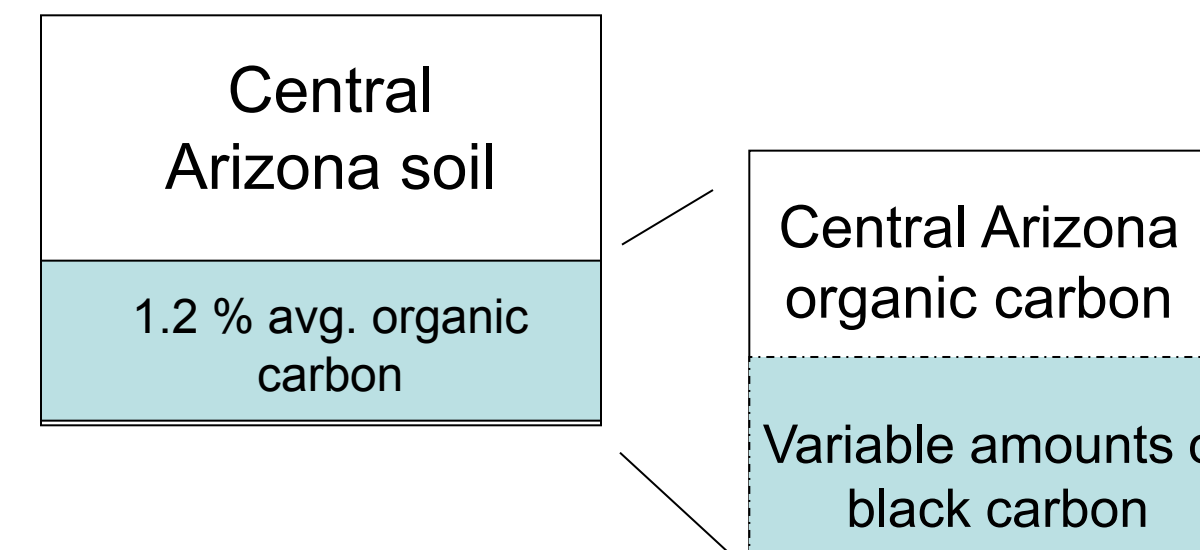 Central
Arizona soil
1.2 % avg. organic
carbon
Central Arizona
organic carbon
Variable amounts
black carbon